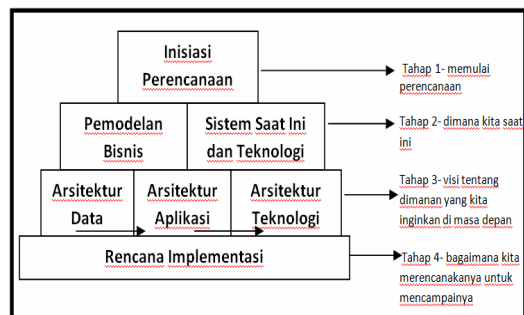 Inisiasi
Perencanaan
Tahap 1- memulai
perencanaan
Pemodelan
Bisnis
Sistem Saat Ini
dan Teknologi
Tahap 2- dimana kita saat
ini
Arsitektur
Data
Arsitektur
Aplikasi
Arsitektur
Teknologi
Tahap 3- visi tentang
dimanan yang kita
inginkan di masa depan
Rencana Implementasi
Tahap 4- bagaimana kita
merencanakanya untuk
mencampainya